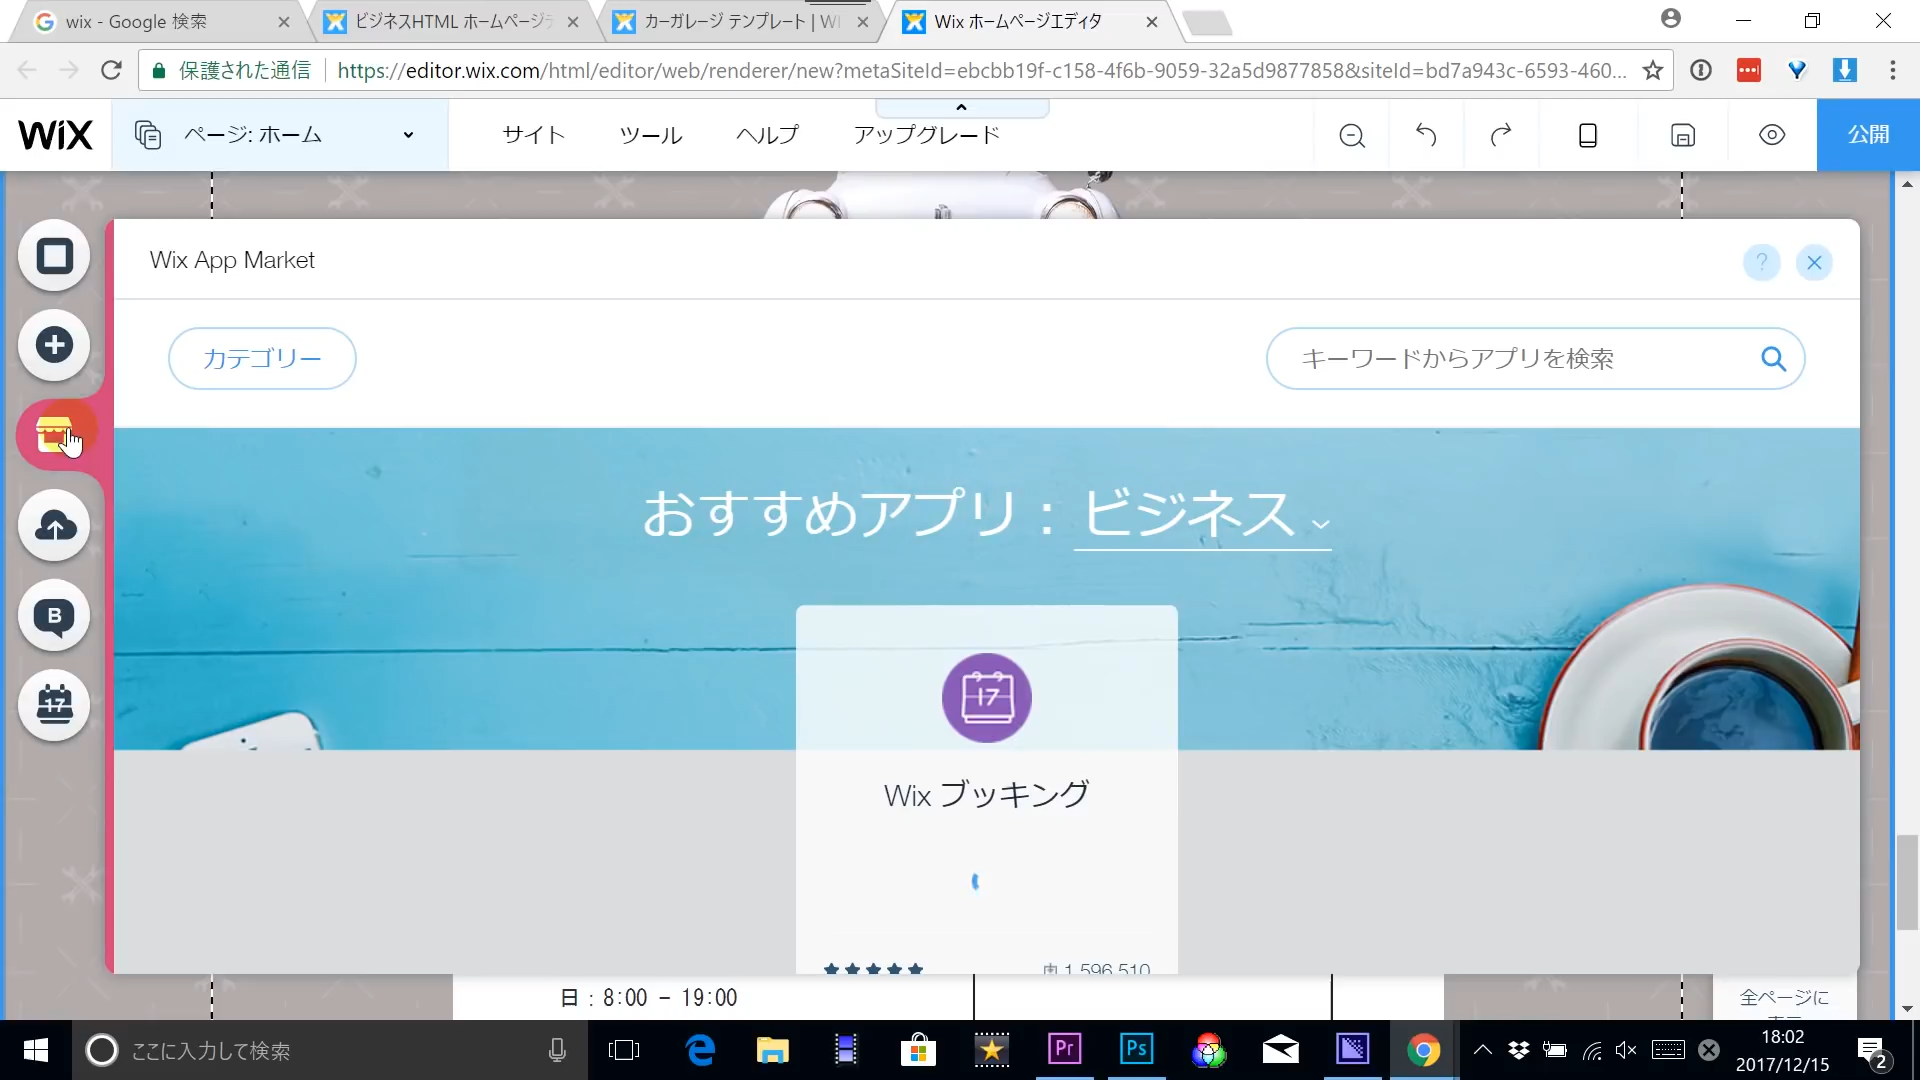 wix - Google 検索
ビジネスHTML ホームページテ
カーガレージ テンプレート | WI
Wix ホームページエディタ
保護された通信
https://editor.wix.com/html/editor/web/renderer/new?metaSiteId=ebcbb19f-c158-4f6b-9059-32a5d9877858&siteId=bd7a943c-6593-460...
WiX
ページ: ホーム
サイト
ツール
ヘルプ
アップグレード
公開
Wix App Market
?
カテゴリー
キーワードからアプリを検索
おすすめアプリ：ビジネス
B
17
17
Wix ブッキング
1,596,510
日 : 8:00 - 19:00
全ページに
ここに入力して検索
Pr
Ps
18:02
2017/12/15
2